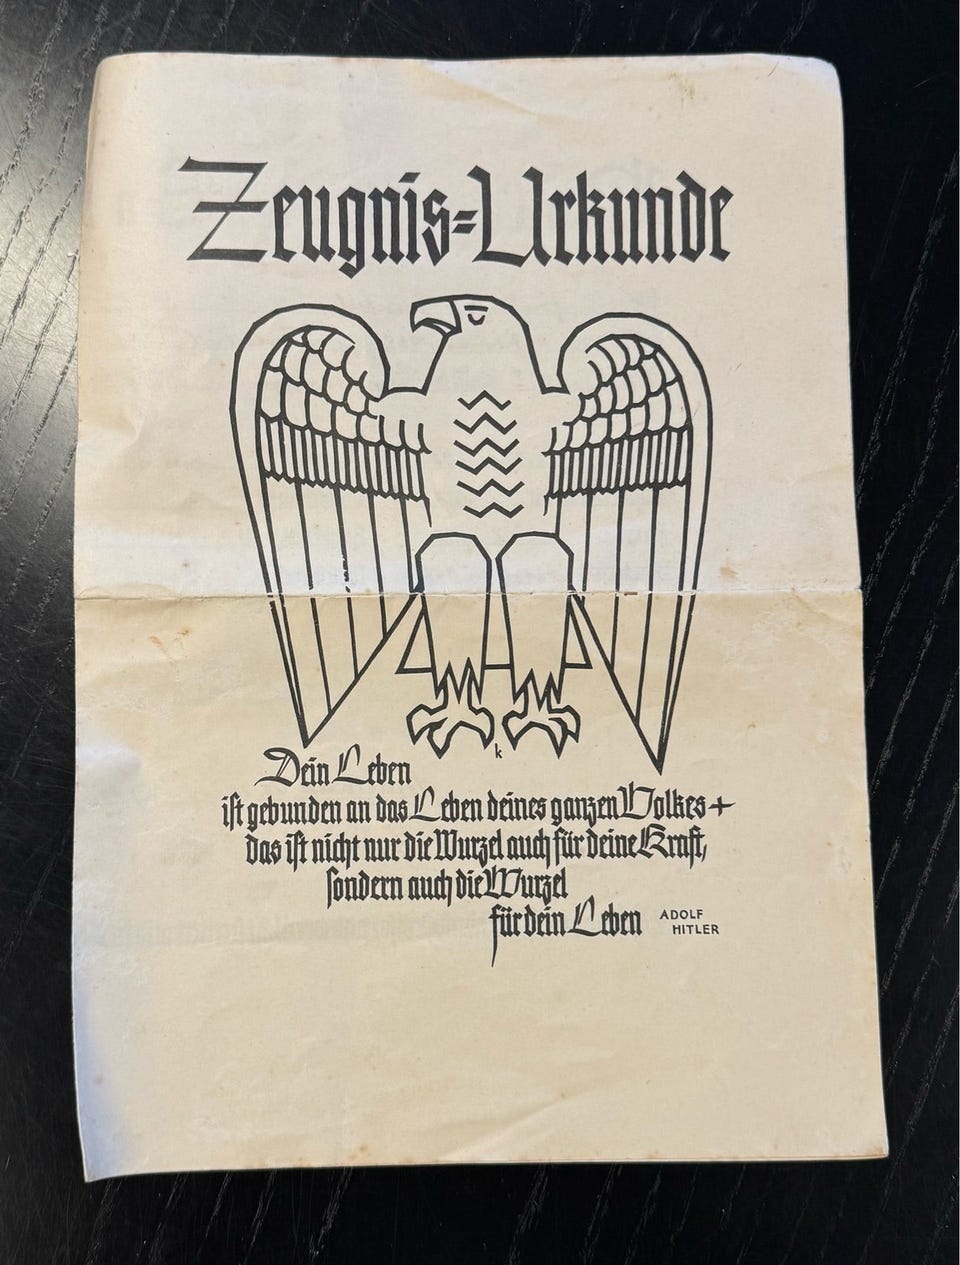 Zeugnis=Urkunde
k
Dein Leben
ist gebunden an das Leben deines ganzen Volkes +
das ist nicht nur die Wurzel auch für deine Kraft,
sondern auch die Wurzel
für dein Leben ADOLF
HITLER